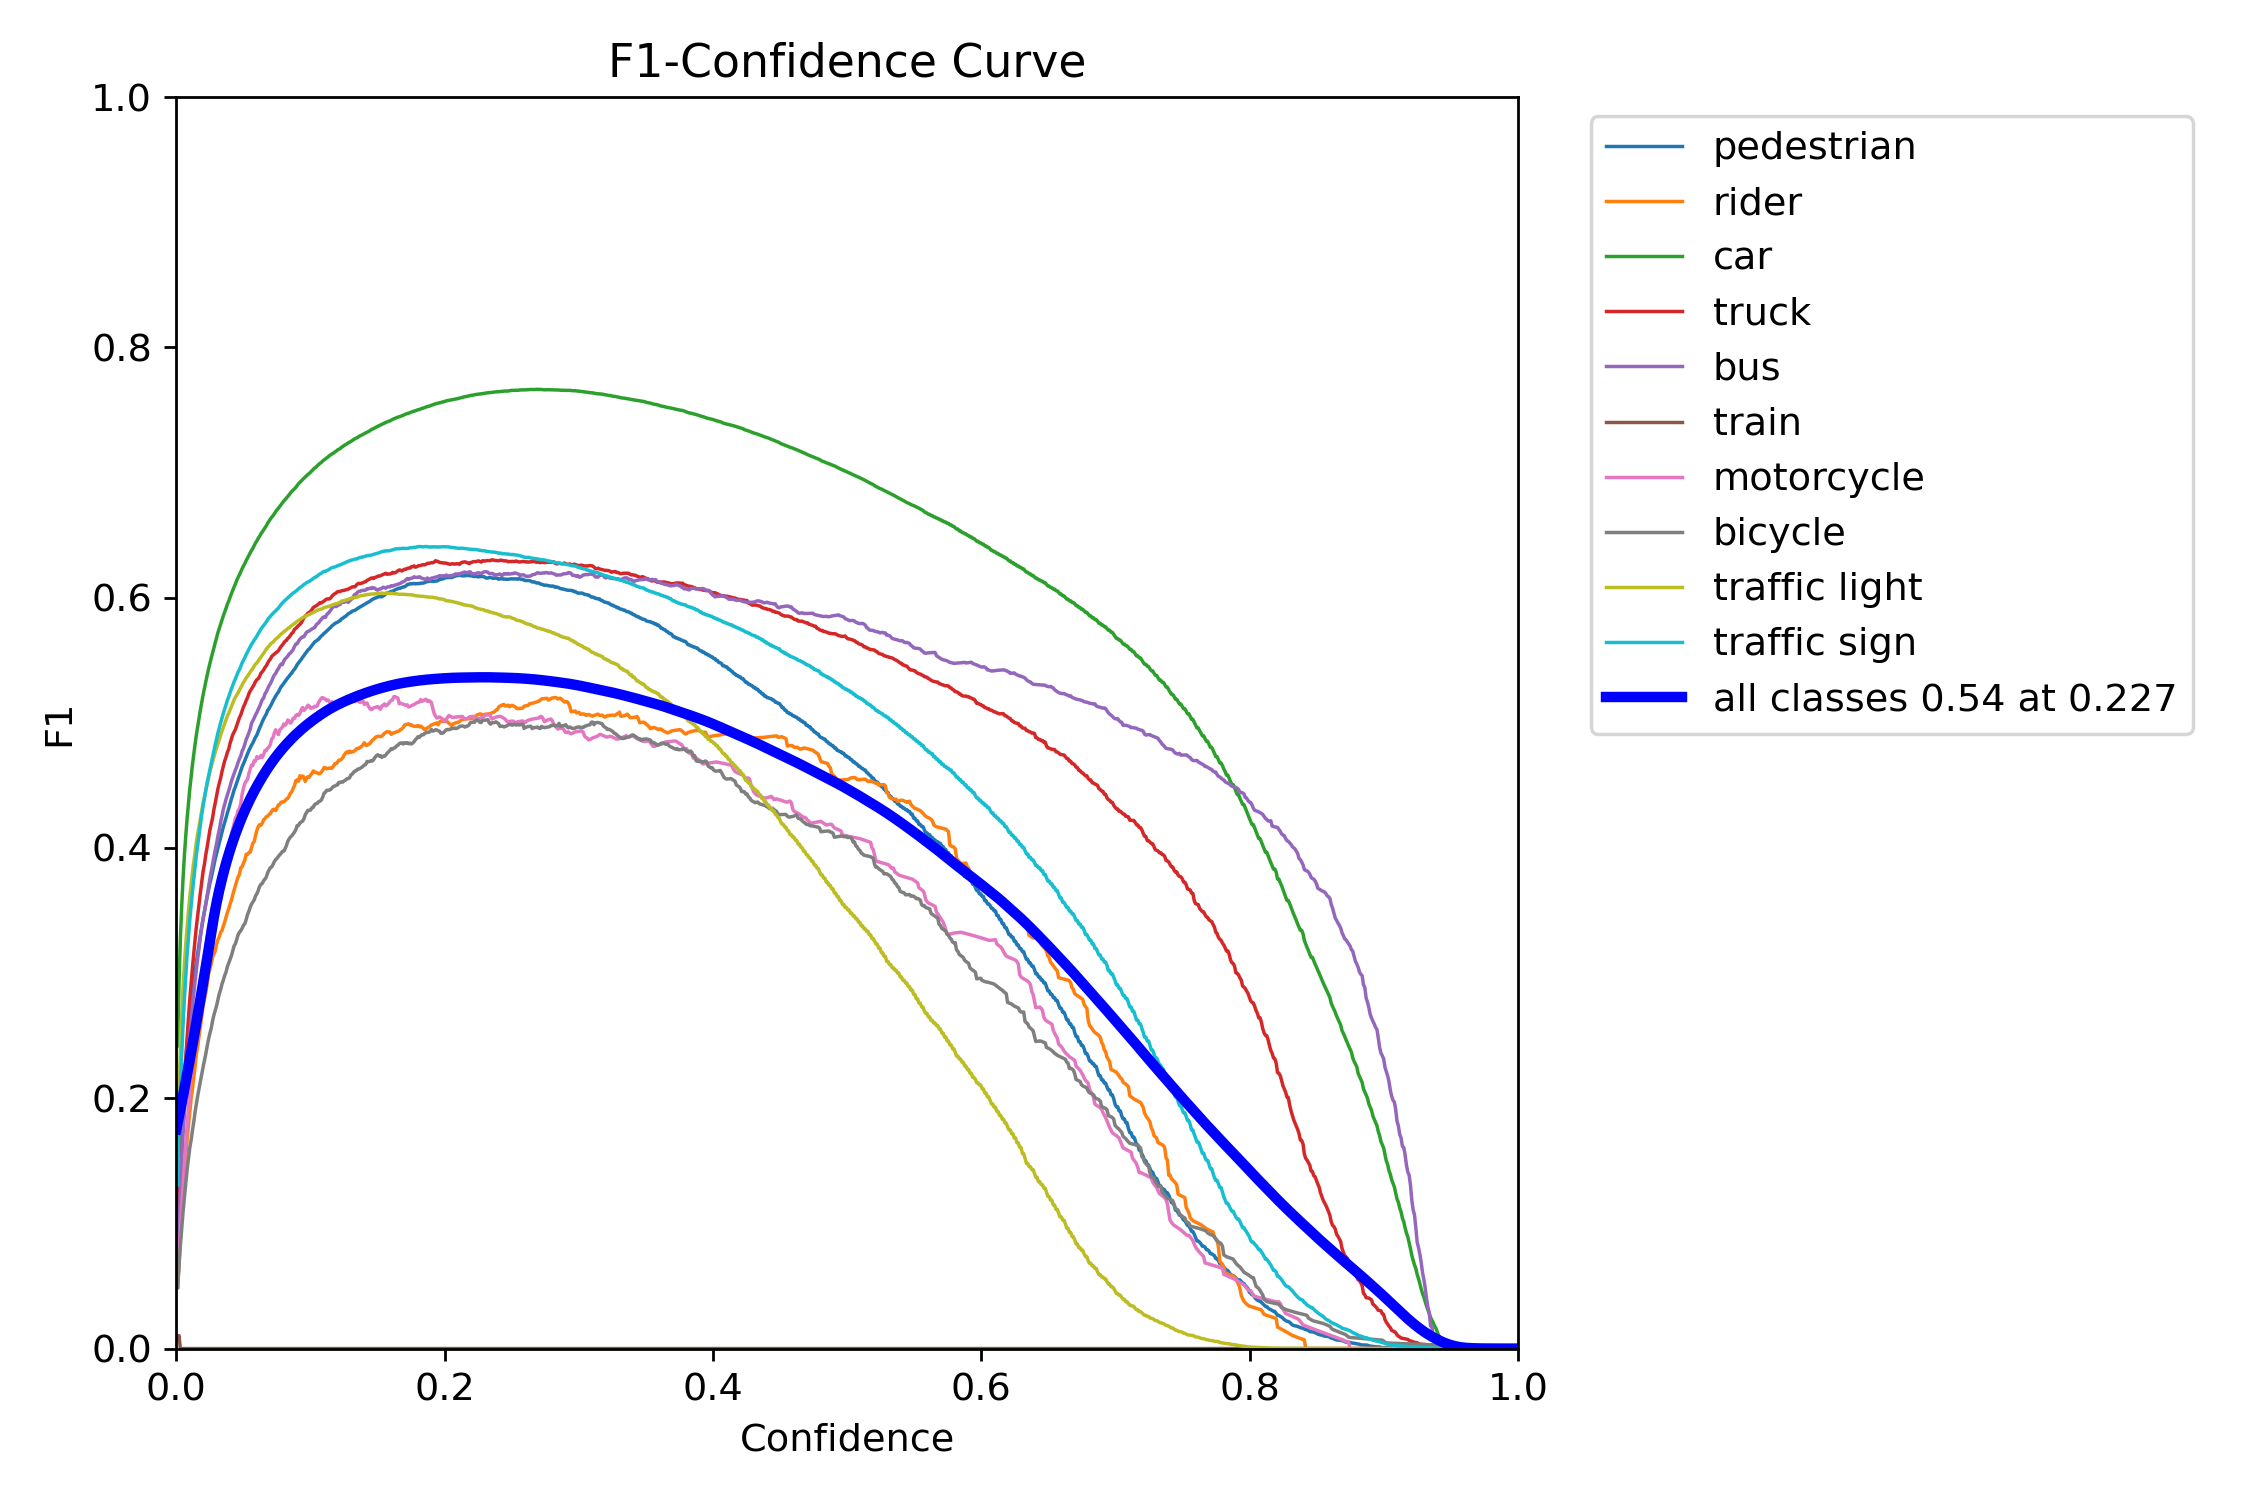 F1-Confidence Curve
1.0
0.8
0.6
0.4
0.2
0.0
F1
0.0 0.2 0.4 0.6 0.8 1.0
Confidence
pedestrian
rider
car
truck
bus
train
motorcycle
bicycle
traffic light
traffic sign
all classes 0.54 at 0.227